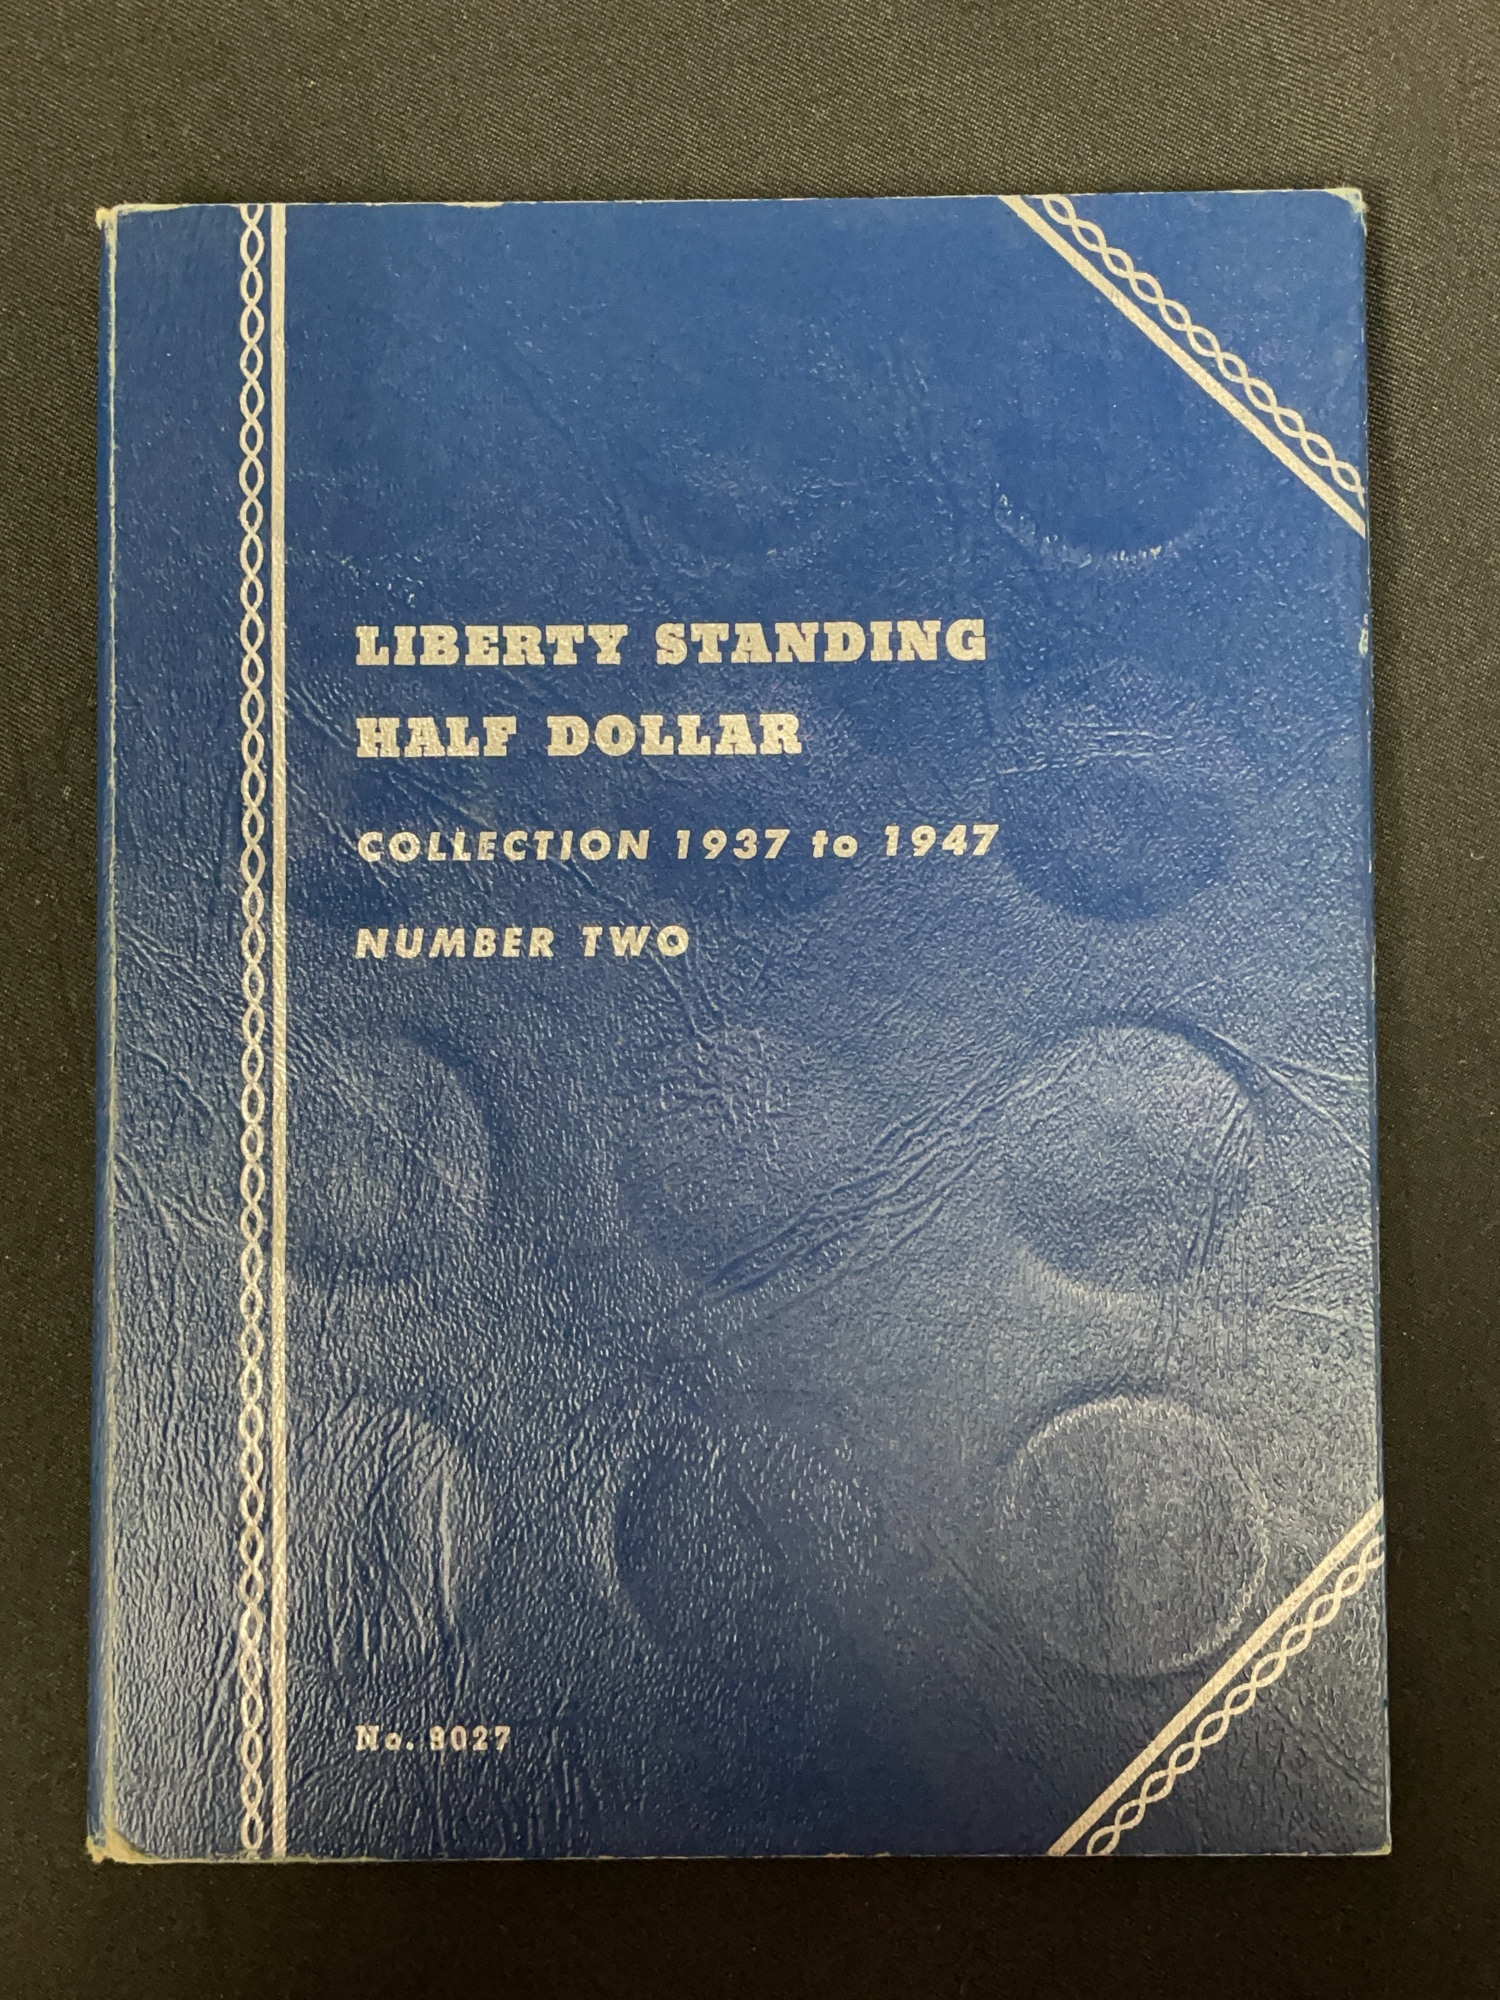 LIBERTY STANDING
HALF DOLLAR
COLLECTION 1937 to 1947
NUMBER TWO
No. 9027